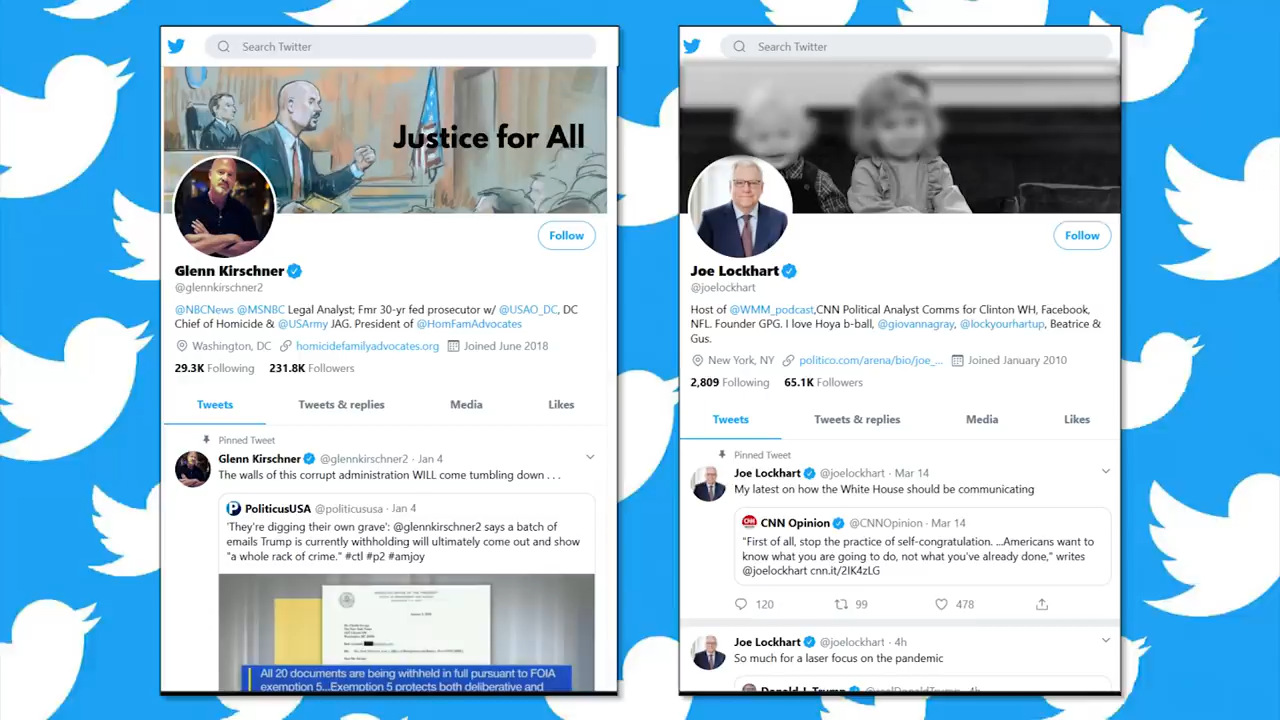 Search Twitter
Justice for All
Follow
Glenn Kirschner
@glennkirschner2
@NBCNews @MSNBC Legal Analyst; Fmr 30-yr fed prosecutor w/ @USAO_DC, DC
Chief of Homicide & @USArmy JAG. President of @HomFamAdvocates
Washington, DC homicidefamilyadvocates.org Joined June 2018
29.3K Following 231.8K Followers
Tweets Tweets & replies Media Likes
Pinned Tweet
Glenn Kirschner @glennkirschner2 · Jan 4
The walls of this corrupt administration WILL come tumbling down . . .
PoliticusUSA @politicususa · Jan 4
'They're digging their own grave': @glennkirschner2 says a batch of
emails Trump is currently withholding will ultimately come out and show
"a whole rack of crime." #ctl #p2 #amjoy
All 20 documents are being withheld in full pursuant to FOIA
exemption 5...Exemption 5 protects both deliberative and
Search Twitter
Follow
Joe Lockhart
@joelockhart
Host of @WMM_podcast,CNN Political Analyst Comms for Clinton WH, Facebook,
NFL. Founder GPG. I love Hoya b-ball, @giovannagray, @lockyourhartup, Beatrice &
Gus.
New York, NY politico.com/arena/bio/joe_... Joined January 2010
2,809 Following 65.1K Followers
Tweets Tweets & replies Media Likes
Pinned Tweet
Joe Lockhart @joelockhart · Mar 14
My latest on how the White House should be communicating
CNN Opinion @CNNOpinion · Mar 14
"First of all, stop the practice of self-congratulation. ...Americans want to
know what you are going to do, not what you've already done," writes
@joelockhart cnn.it/2IK4zLG
120 99 478
Joe Lockhart @joelockhart · 4h
So much for a laser focus on the pandemic
Donald J. Trump @realDonaldTrump · 4h